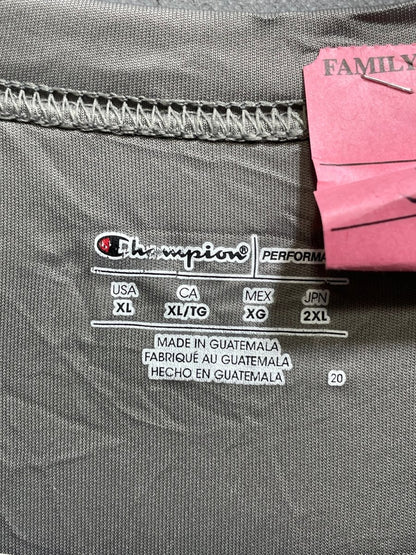 FAMILY
Champion® PERFORMA
USA CA MEX JPN
XL XL/TG XG 2XL
MADE IN GUATEMALA
FABRIQUÉ AU GUATEMALA
HECHO EN GUATEMALA
20